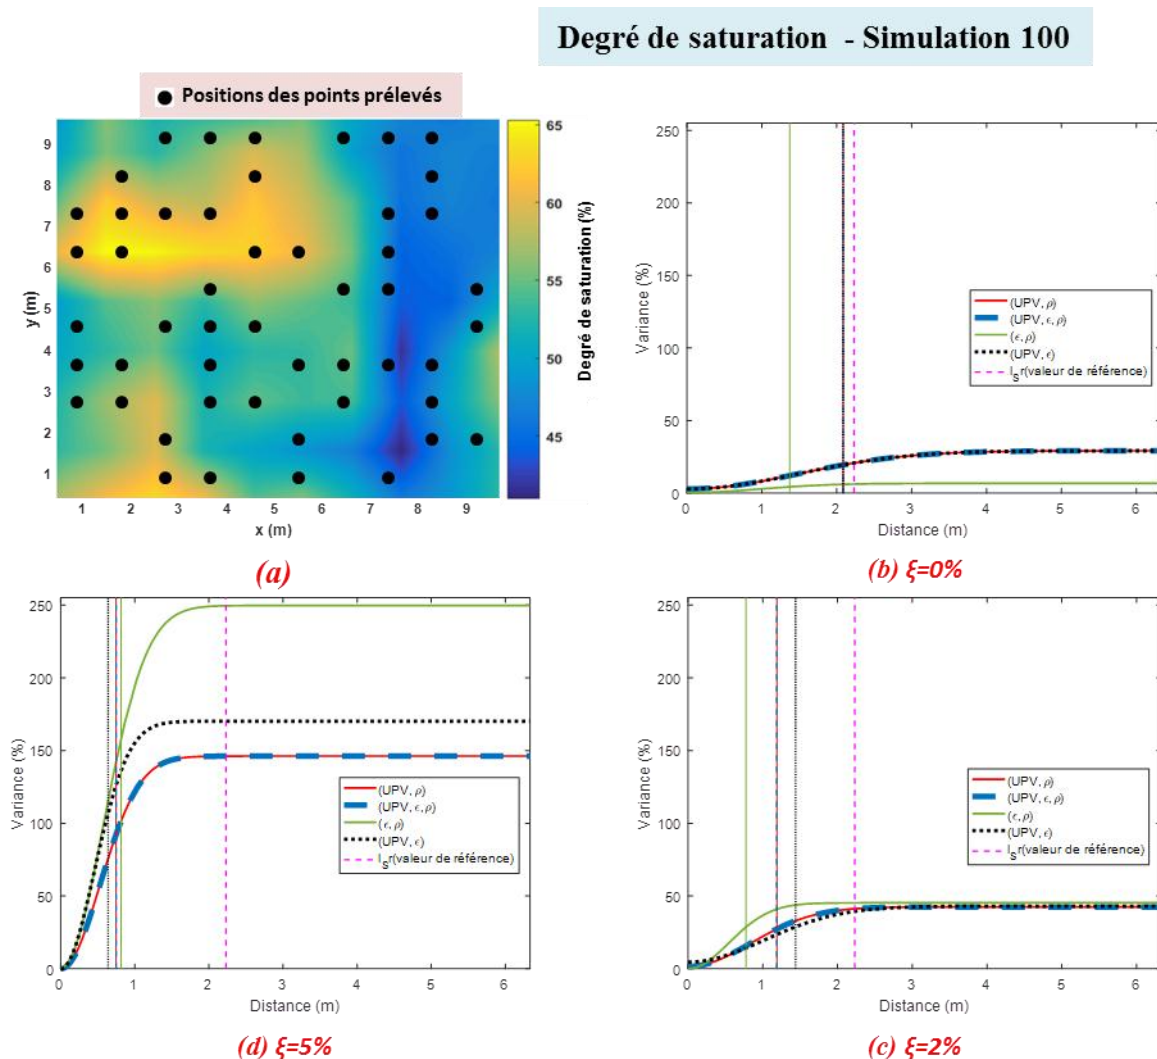 Degré de saturation - Simulation 100
Positions des points prélevés
9
8
7
6
5
4
3
2
1
y (m)
1 2 3 4 5 6 7 8 9
x (m)
65
60
55
50
45
Degré de saturation (%)
(a)
250
200
150
100
50
0
Variance (%)
0 1 2 3 4 5 6
Distance (m)
(UPV, ρ)
(UPV, ϵ, ρ)
(ϵ, ρ)
(UPV, ϵ)
l_Sr(valeur de référence)
(b) ξ=0%
250
200
150
100
50
0
Variance (%)
0 1 2 3 4 5 6
Distance (m)
(UPV, ρ)
(UPV, ϵ, ρ)
(ϵ, ρ)
(UPV, ϵ)
l_Sr(valeur de référence)
(d) ξ=5%
250
200
150
100
50
0
Variance (%)
0 1 2 3 4 5 6
Distance (m)
(UPV, ρ)
(UPV, ϵ, ρ)
(ϵ, ρ)
(UPV, ϵ)
l_Sr(valeur de référence)
(c) ξ=2%